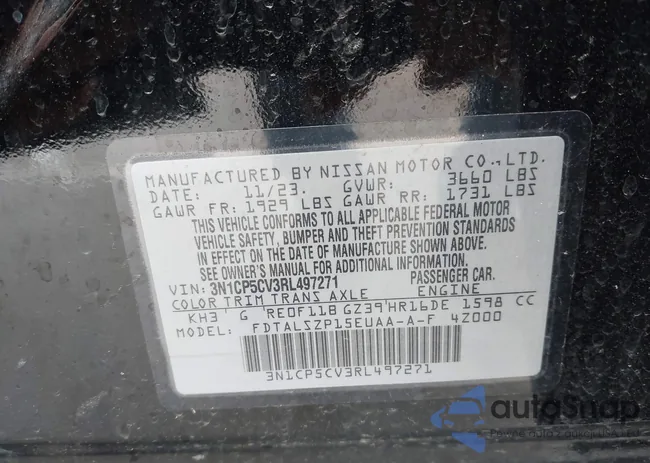 MANUFACTURED BY NISSAN MOTOR CO.,LTD.
DATE: 11/23. GVWR: 3660 LBS
GAWR FR: 1929 LBS GAWR RR: 1731 LBS
THIS VEHICLE CONFORMS TO ALL APPLICABLE FEDERAL MOTOR
VEHICLE SAFETY, BUMPER AND THEFT PREVENTION STANDARDS
IN EFFECT ON THE DATE OF MANUFACTURE SHOWN ABOVE.
SEE OWNER'S MANUAL FOR ADDITIONAL INFORMATION.
VIN: 3N1CP5CV3RL497271 PASSENGER CAR.
COLOR TRIM TRANS AXLE ENGINE
KH3 G RE0F11B GZ39 HR16DE 1598 CC
MODEL: FDTALSZP15EUAA-A-F 4Z000
3N1CP5CV3RL497271
autoSnap